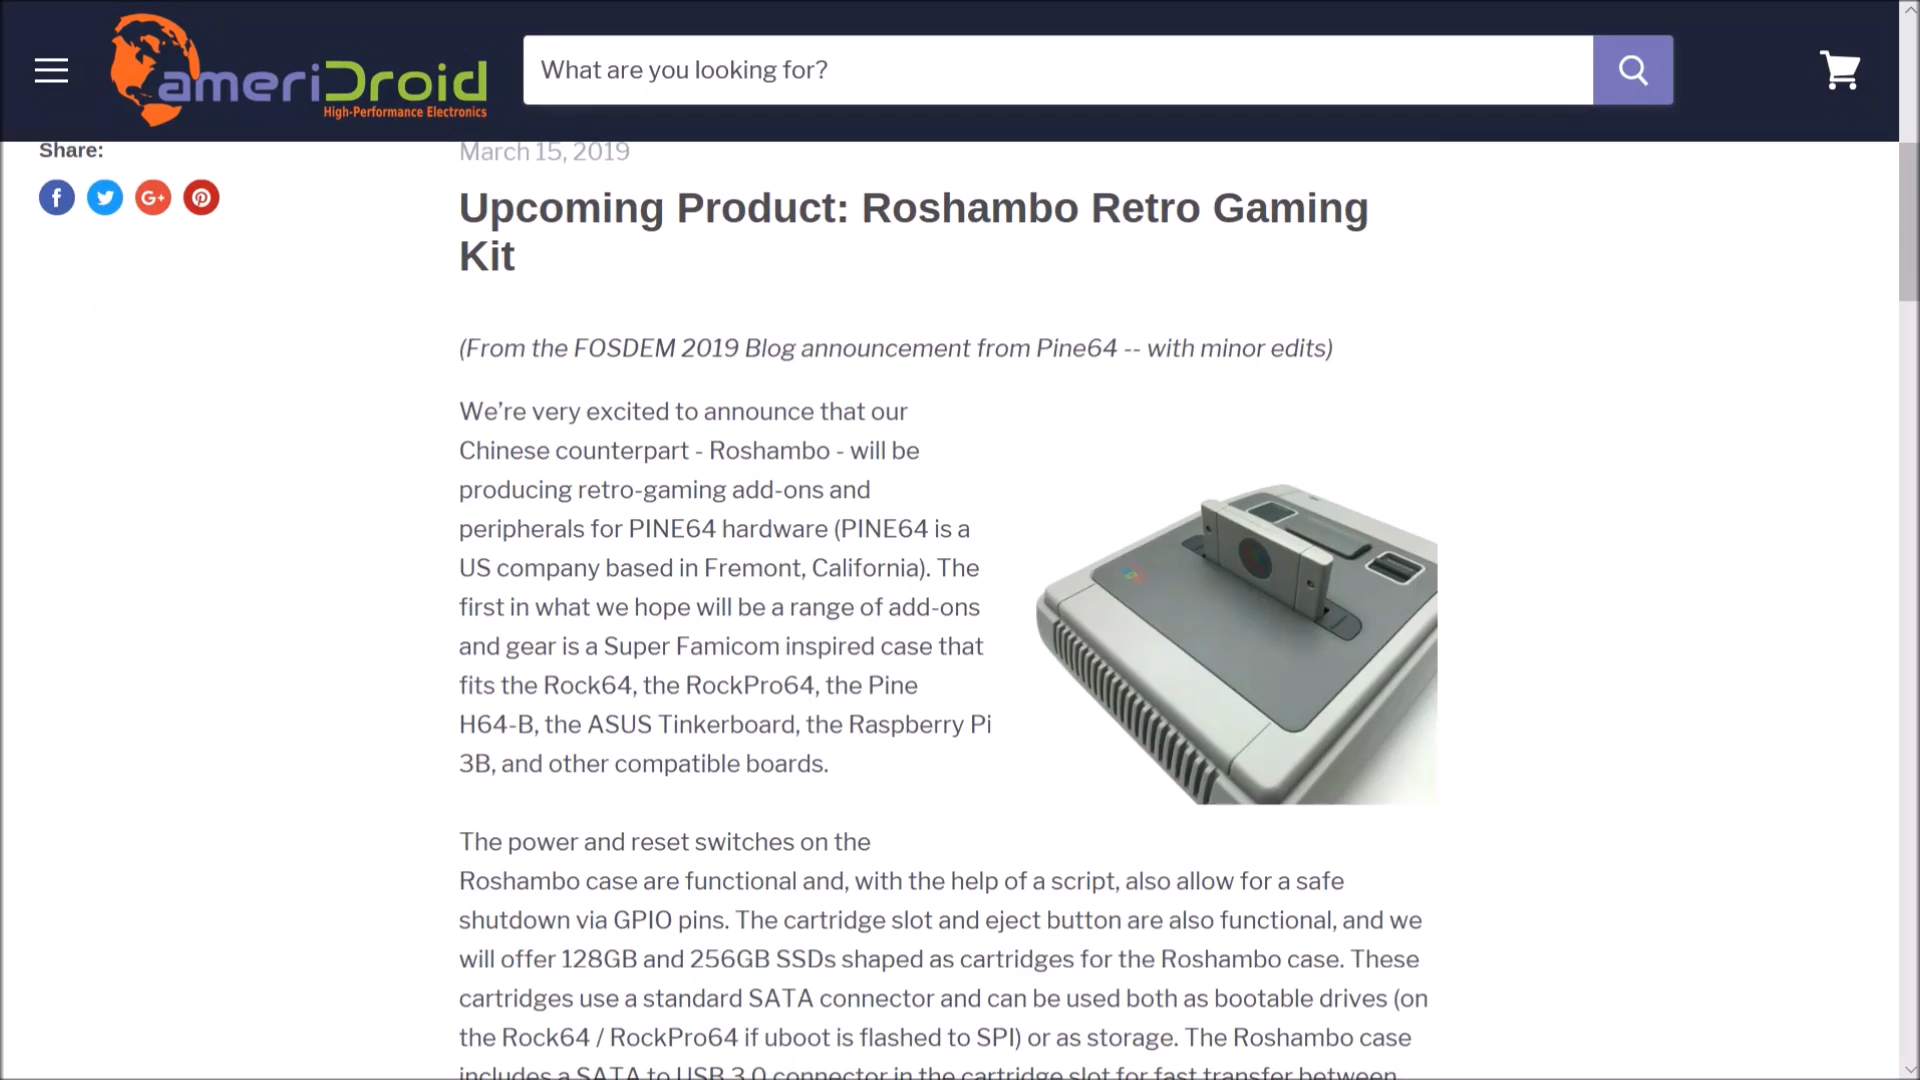 ameriDroid
High-Performance Electronics
What are you looking for?
Share:
March 15, 2019
Upcoming Product: Roshambo Retro Gaming
Kit
(From the FOSDEM 2019 Blog announcement from Pine64 -- with minor edits)
We’re very excited to announce that our
Chinese counterpart - Roshambo - will be
producing retro-gaming add-ons and
peripherals for PINE64 hardware (PINE64 is a
US company based in Fremont, California). The
first in what we hope will be a range of add-ons
and gear is a Super Famicom inspired case that
fits the Rock64, the RockPro64, the Pine
H64-B, the ASUS Tinkerboard, the Raspberry Pi
3B, and other compatible boards.
The power and reset switches on the
Roshambo case are functional and, with the help of a script, also allow for a safe
shutdown via GPIO pins. The cartridge slot and eject button are also functional, and we
will offer 128GB and 256GB SSDs shaped as cartridges for the Roshambo case. These
cartridges use a standard SATA connector and can be used both as bootable drives (on
the Rock64 / RockPro64 if uboot is flashed to SPI) or as storage. The Roshambo case
includes a SATA to USB 3.0 connector in the cartridge slot for fast transfer between